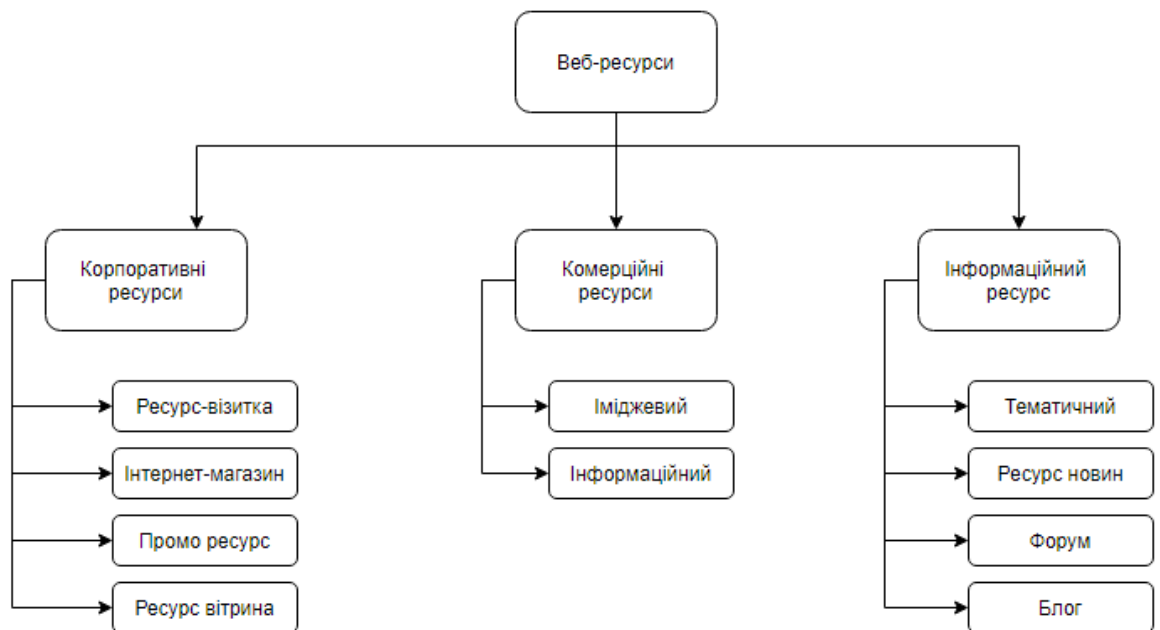 Веб-ресурси
Корпоративні
ресурси
Комерційні
ресурси
Інформаційний
ресурс
Ресурс-візитка
Інтернет-магазин
Промо ресурс
Ресурс вітрина
Іміджевий
Інформаційний
Тематичний
Ресурс новин
Форум
Блог